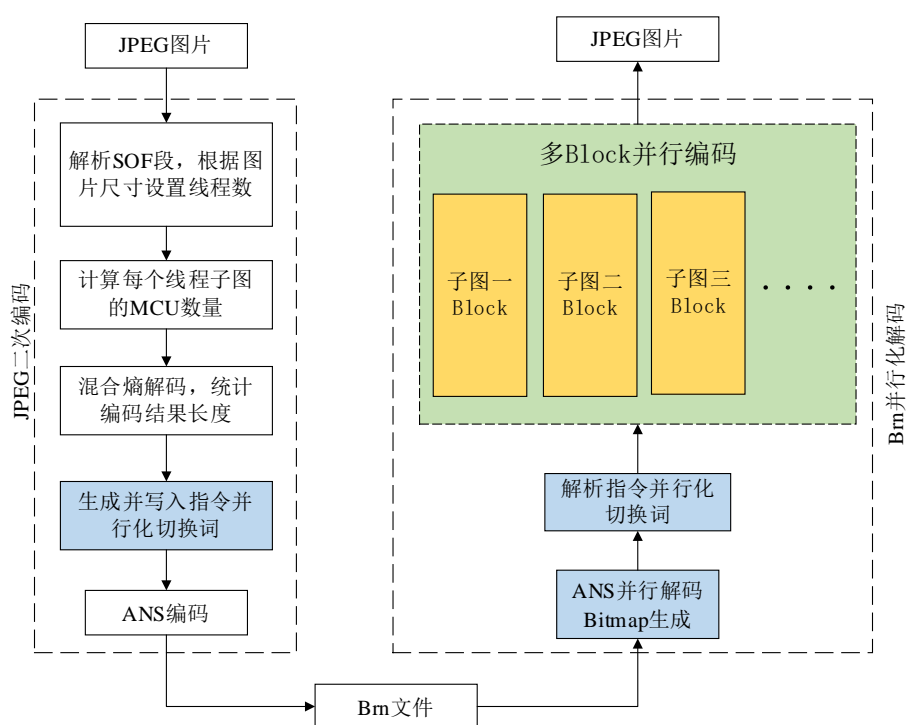 JPEG图片
JPEG二次编码
解析SOF段，根据图
片尺寸设置线程数
计算每个线程子图
的MCU数量
混合熵解码，统计
编码结果长度
生成并写入指令并
行化切换词
ANS编码
Brn文件
JPEG图片
Brn并行化解码
多Block并行编码
子图一
Block
子图二
Block
子图三
Block
· · · ·
解析指令并行化
切换词
ANS并行解码
Bitmap生成